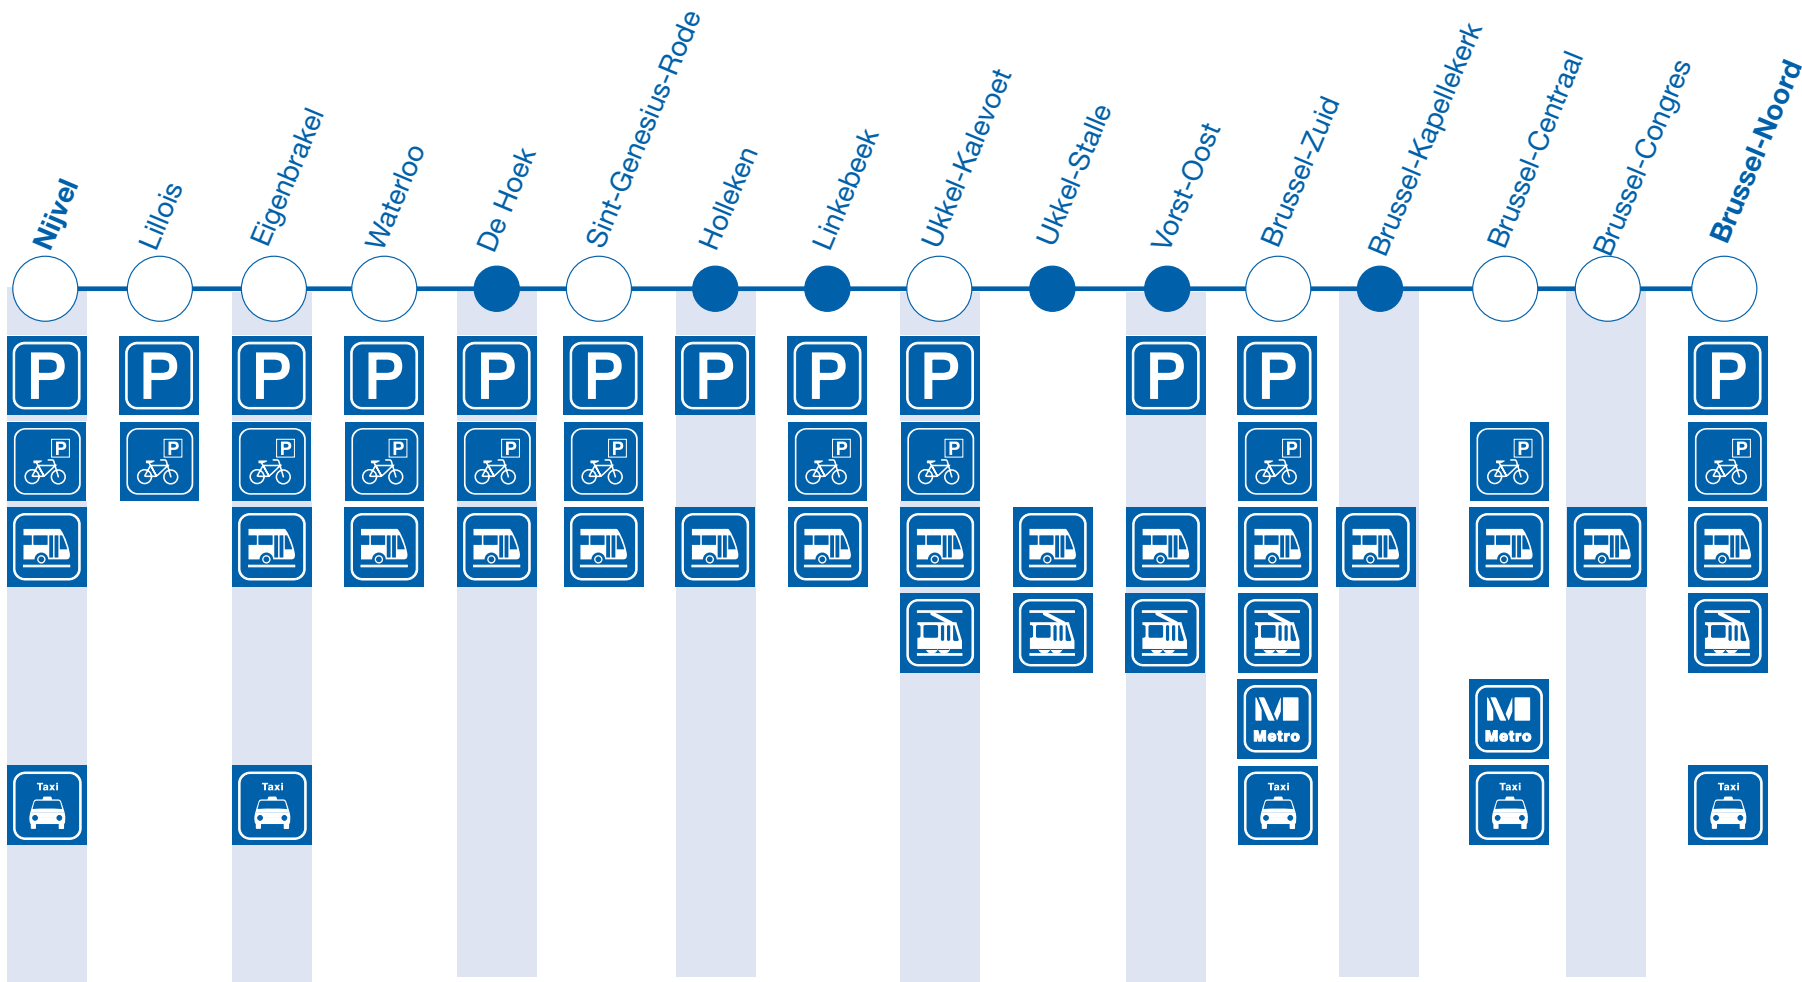 Nijvel
Lillois
Eigenbrakel
Waterloo
De Hoek
Sint-Genesius-Rode
Holleken
Linkebeek
Ukkel-Kalevoet
Ukkel-Stalle
Vorst-Oost
Brussel-Zuid
Brussel-Kapellekerk
Brussel-Centraal
Brussel-Congres
Brussel-Noord
P P P P P P P P P P P P
P P P P P P P P P P P
Metro Metro
Taxi Taxi Taxi Taxi Taxi